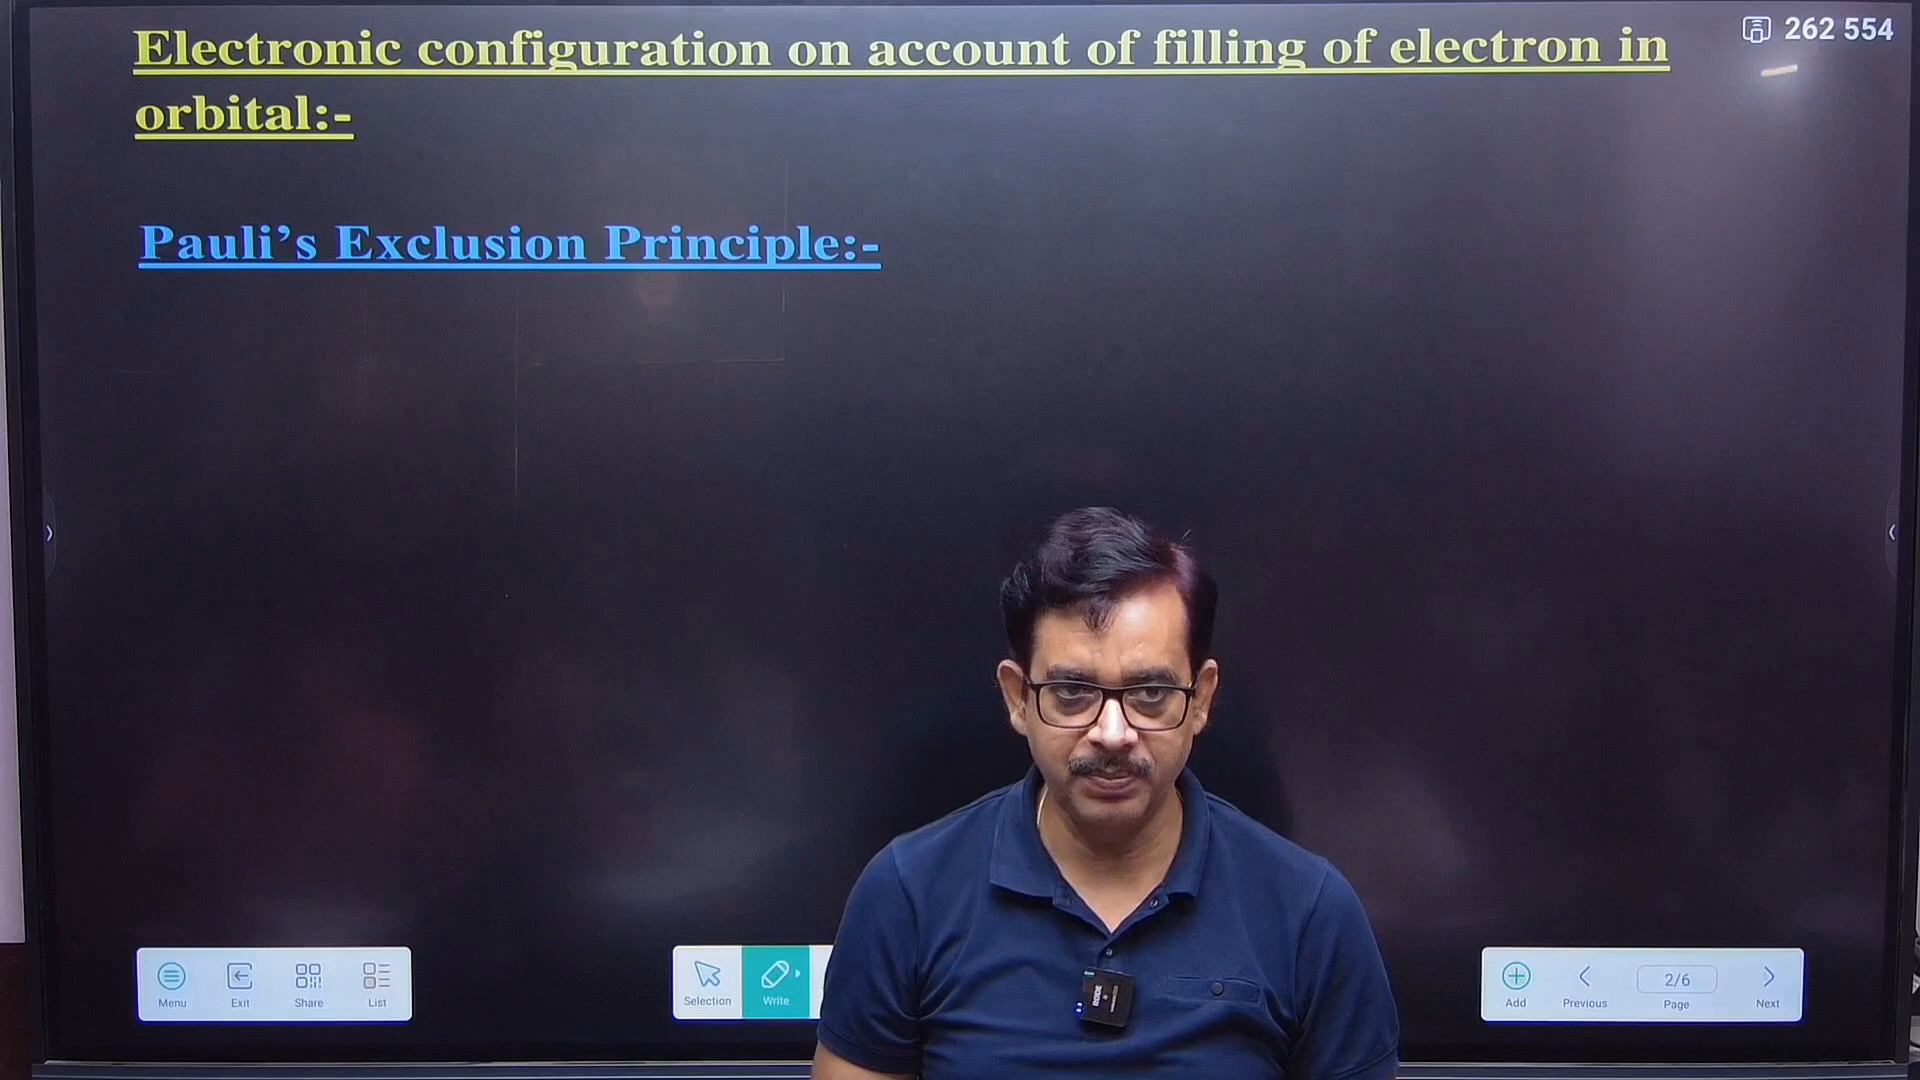 Electronic configuration on account of filling of electron in
262 554
orbital:-
Pauli’s Exclusion Principle:-
RØDE
Menu
Exit
Share
List
Selection
Write
Add
Previous
2/6
Page
Next